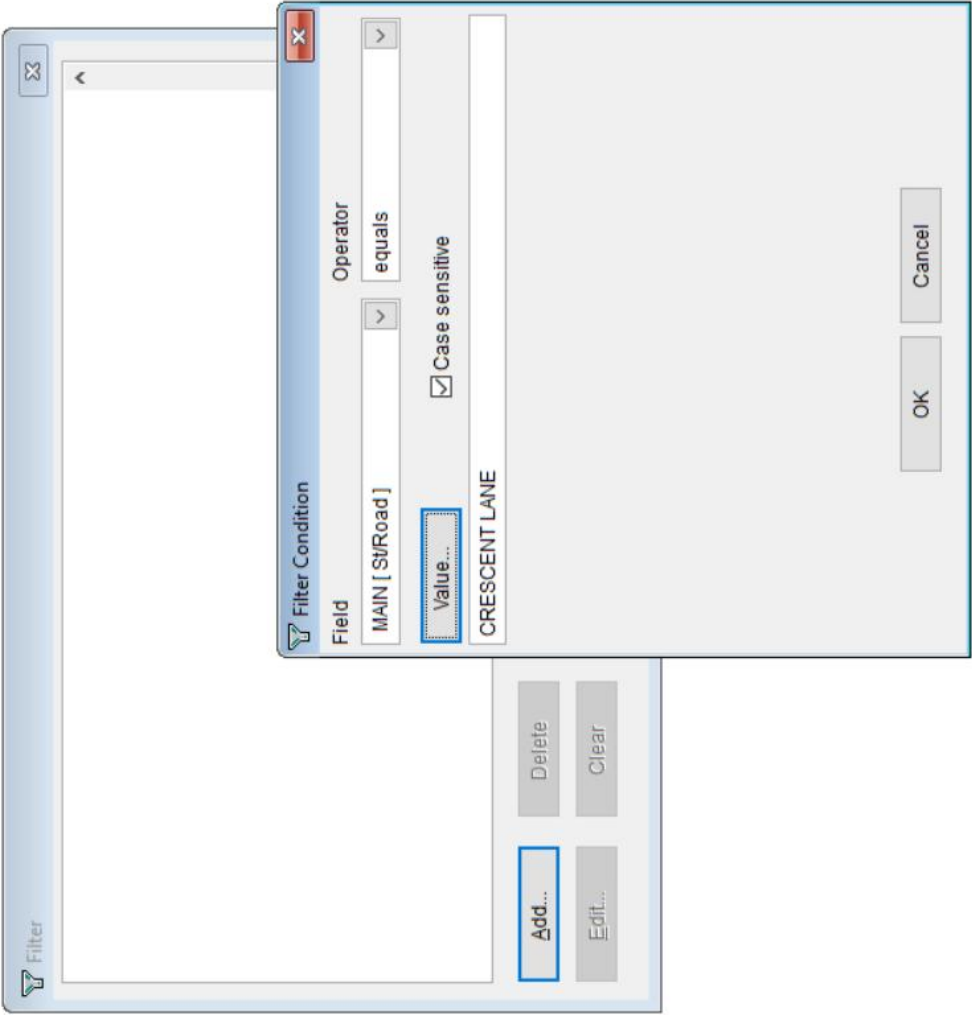 Filter
Add...
Delete
Edit...
Clear
Filter Condition
Field
Operator
MAIN [ St/Road ]
equals
Value...
Case sensitive
CRESCENT LANE
OK
Cancel